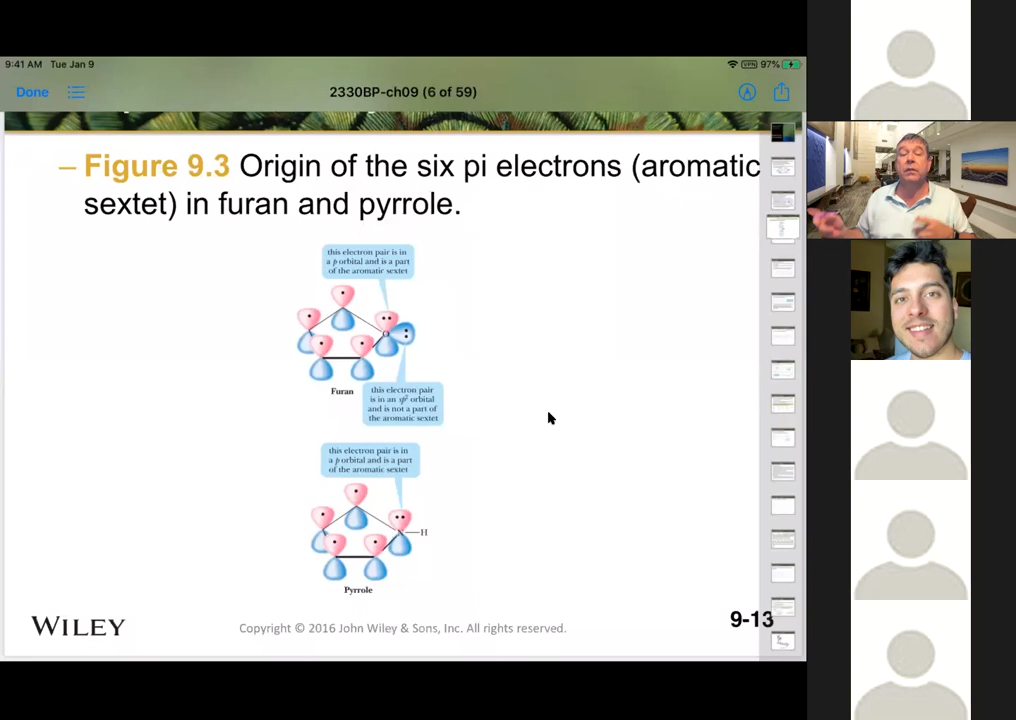 9:41 AM Tue Jan 9
VPN 97%
Done
2330BP-ch09 (6 of 59)
– Figure 9.3 Origin of the six pi electrons (aromatic
sextet) in furan and pyrrole.
this electron pair is in
a p orbital and is a part
of the aromatic sextet
O
Furan
this electron pair
is in an sp² orbital
and is not a part of
the aromatic sextet
this electron pair is in
a p orbital and is a part
of the aromatic sextet
N—H
Pyrrole
WILEY
Copyright © 2016 John Wiley & Sons, Inc. All rights reserved.
9-13